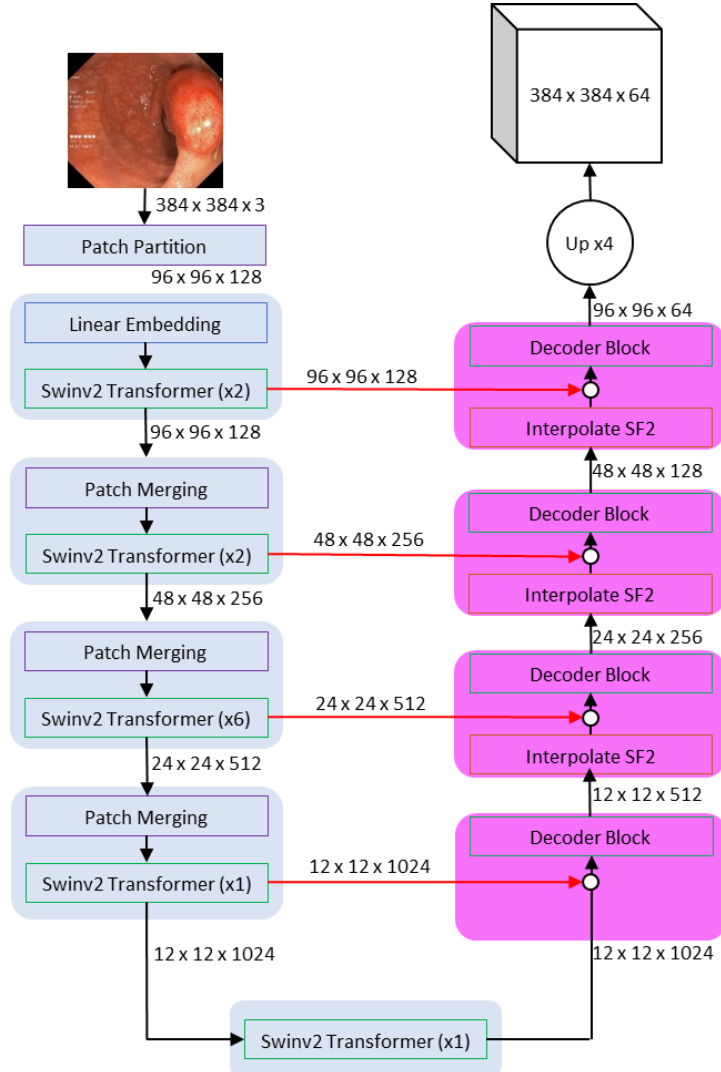 384 x 384 x 3
Patch Partition
96 x 96 x 128
Linear Embedding
Swinv2 Transformer (x2)
96 x 96 x 128
Patch Merging
Swinv2 Transformer (x2)
48 x 48 x 256
Patch Merging
Swinv2 Transformer (x6)
24 x 24 x 512
Patch Merging
Swinv2 Transformer (x1)
12 x 12 x 1024
Swinv2 Transformer (x1)
96 x 96 x 128
48 x 48 x 256
24 x 24 x 512
12 x 12 x 1024
384 x 384 x 64
Up x4
96 x 96 x 64
Decoder Block
Interpolate SF2
48 x 48 x 128
Decoder Block
Interpolate SF2
24 x 24 x 256
Decoder Block
Interpolate SF2
12 x 12 x 512
Decoder Block
12 x 12 x 1024